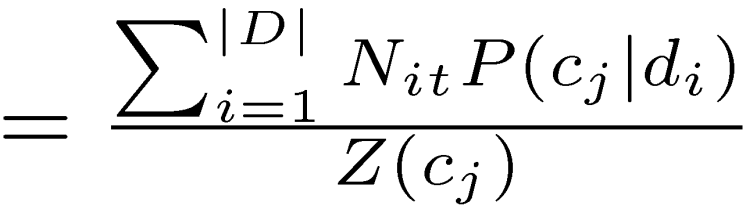 = \frac{\sum_{i=1}^{|D|} N_{it} P(c_j|d_i)}{Z(c_j)}